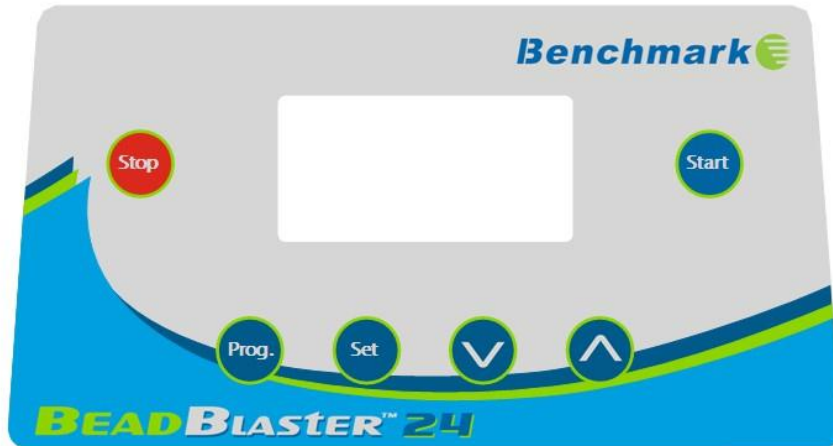 Benchmark
Stop
Start
Prog. Set
BEADBLASTER™ 24